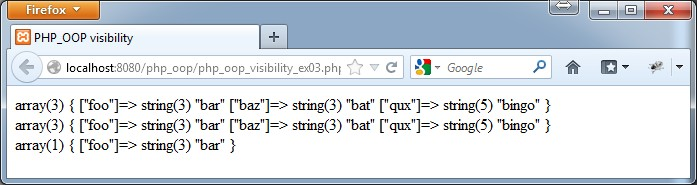 Firefox
PHP_OOP visibility
localhost:8080/php_oop/php_oop_visibility_ex03.php
Google
array(3) { ["foo"]=> string(3) "bar" ["baz"]=> string(3) "bat" ["qux"]=> string(5) "bingo" }
array(3) { ["foo"]=> string(3) "bar" ["baz"]=> string(3) "bat" ["qux"]=> string(5) "bingo" }
array(1) { ["foo"]=> string(3) "bar" }